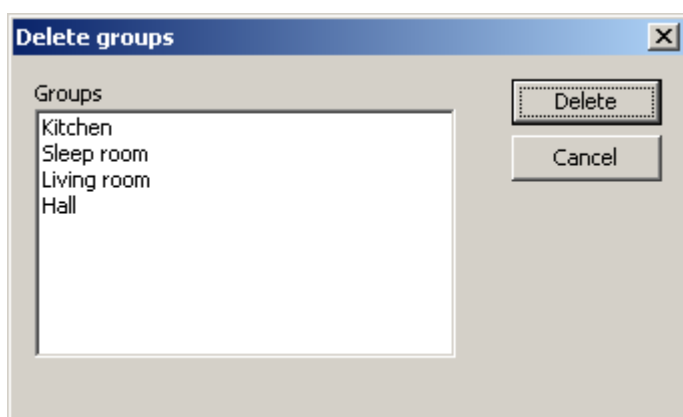 Delete groups
Groups
Delete
Kitchen
Sleep room
Cancel
Living room
Hall